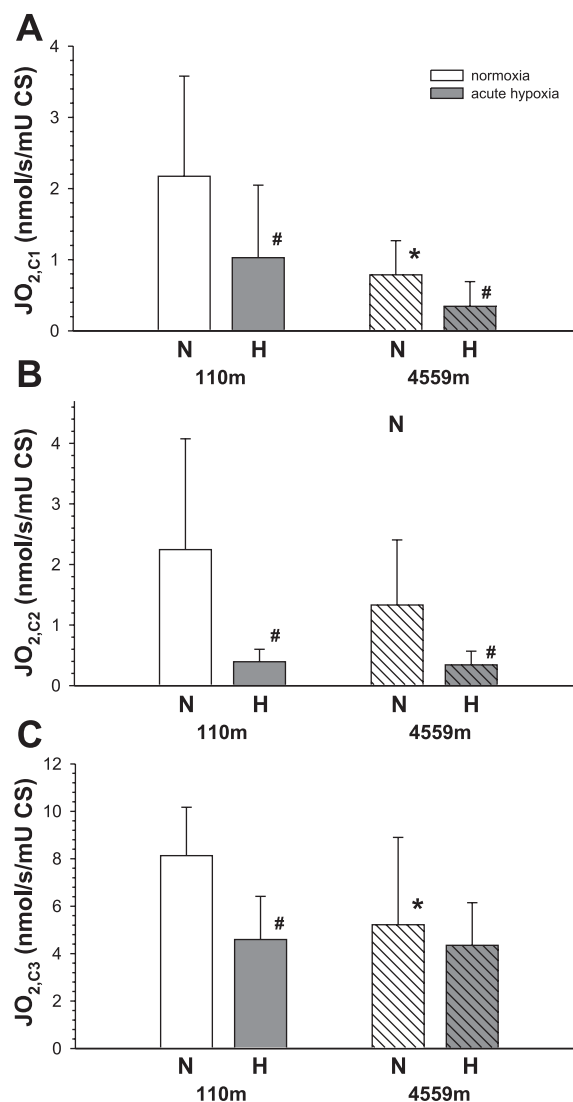 A
JO2,C1 (nmol/s/mU CS)
4
3
2
1
0
normoxia
acute hypoxia
#
*
#
N H N H
110m 4559m
B
JO2,C2 (nmol/s/mU CS)
4
3
2
1
0
N
#
#
N H N H
110m 4559m
C
JO2,C3 (nmol/s/mU CS)
12
10
8
6
4
2
0
#
*
N H N H
110m 4559m